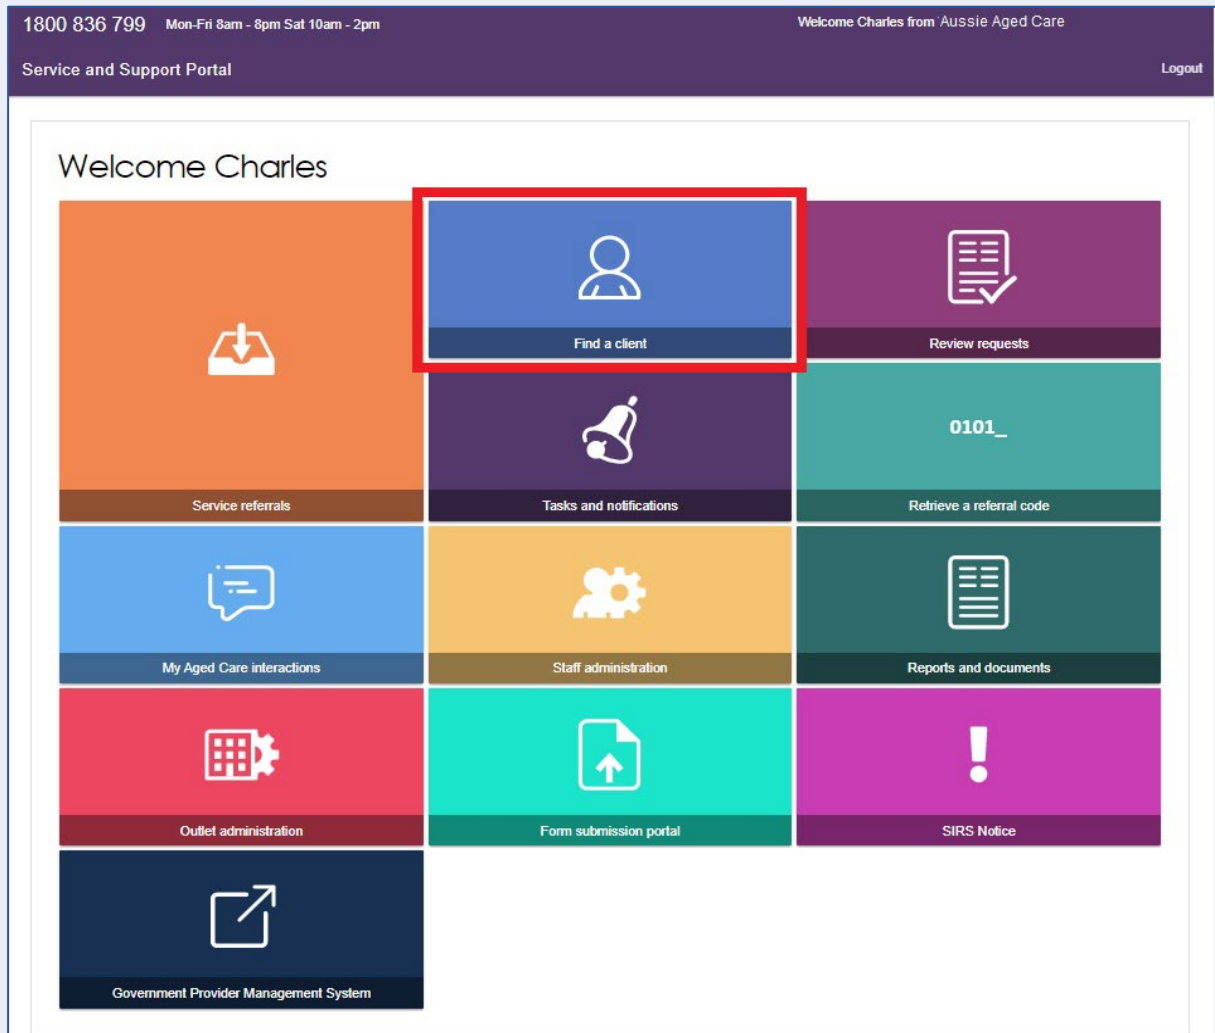 1800 836 799 Mon-Fri 8am - 8pm Sat 10am - 2pm Welcome Charles from 'Aussie Aged Care
Service and Support Portal Logout
Welcome Charles
Find a client
Review requests
0101_
Service referrals
Tasks and notifications
Retrieve a referral code
My Aged Care interactions
Staff administration
Reports and documents
Outlet administration
Form submission portal
SIRS Notice
Government Provider Management System